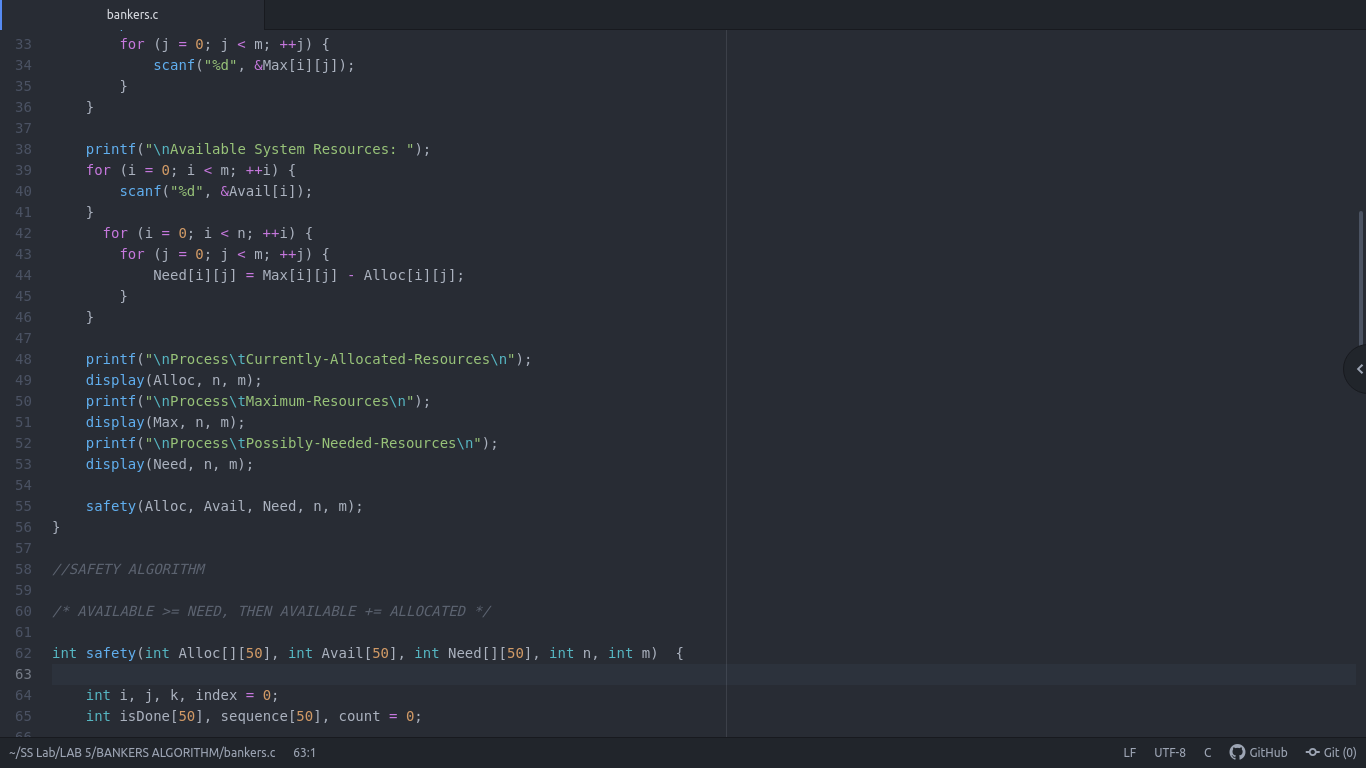 bankers.c
33 for (j = 0; j < m; ++j) {
34 scanf("%d", &Max[i][j]);
35 }
36 }
37
38 printf("\nAvailable System Resources: ");
39 for (i = 0; i < m; ++i) {
40 scanf("%d", &Avail[i]);
41 }
42 for (i = 0; i < n; ++i) {
43 for (j = 0; j < m; ++j) {
44 Need[i][j] = Max[i][j] - Alloc[i][j];
45 }
46 }
47
48 printf("\nProcess\tCurrently-Allocated-Resources\n");
49 display(Alloc, n, m);
50 printf("\nProcess\tMaximum-Resources\n");
51 display(Max, n, m);
52 printf("\nProcess\tPossibly-Needed-Resources\n");
53 display(Need, n, m);
54
55 safety(Alloc, Avail, Need, n, m);
56 }
57
58 //SAFETY ALGORITHM
59
60 /* AVAILABLE >= NEED, THEN AVAILABLE += ALLOCATED */
61
62 int safety(int Alloc[][50], int Avail[50], int Need[][50], int n, int m)  {
63
64 int i, j, k, index = 0;
65 int isDone[50], sequence[50], count = 0;
66
~/SS Lab/LAB 5/BANKERS ALGORITHM/bankers.c 63:1 LF UTF-8 C GitHub Git (0)